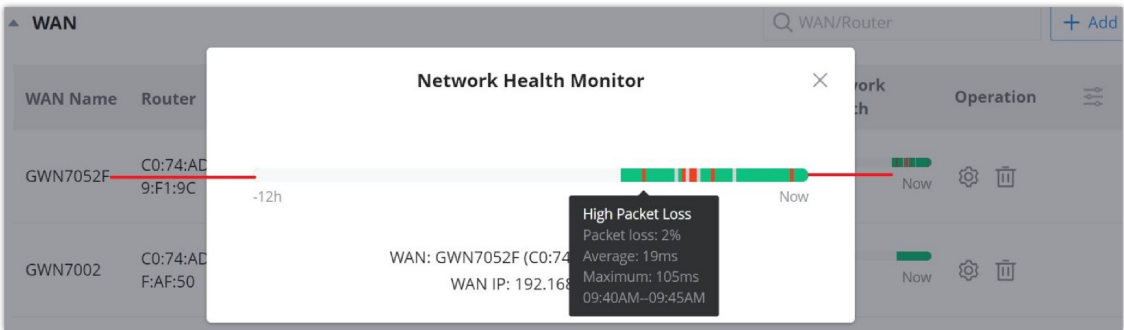 WAN
WAN/Router
+ Add
Network Health Monitor
WAN Name
Router
Operation
GWN7052F
C0:74:AD
9:F1:9C
-12h
Now
Now
High Packet Loss
Packet loss: 2%
Average: 19ms
Maximum: 105ms
09:40AM--09:45AM
WAN: GWN7052F (C0:74
WAN IP: 192.168
GWN7002
C0:74:AD
F:AF:50
Now